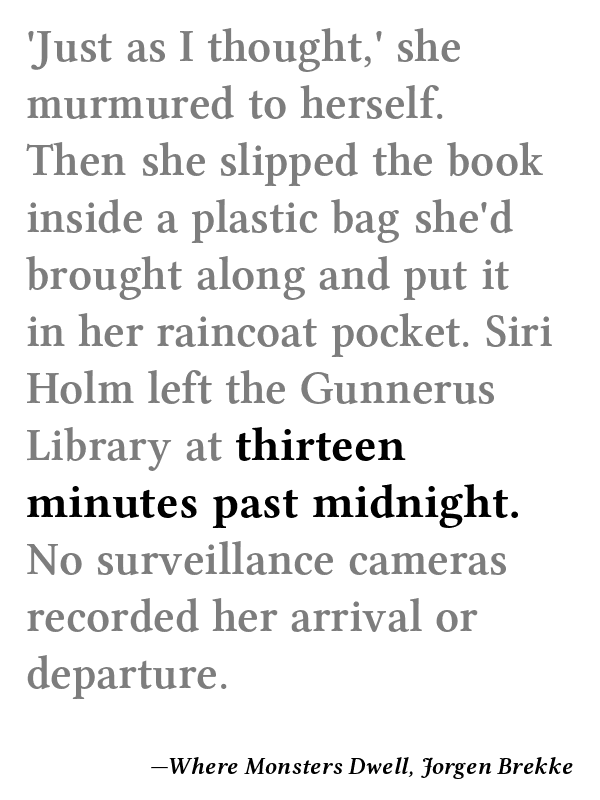 'Just as I thought,' she
murmured to herself.
Then she slipped the book
inside a plastic bag she'd
brought along and put it
in her raincoat pocket. Siri
Holm left the Gunnerus
Library at thirteen
minutes past midnight.
No surveillance cameras
recorded her arrival or
departure.
—Where Monsters Dwell, Jorgen Brekke